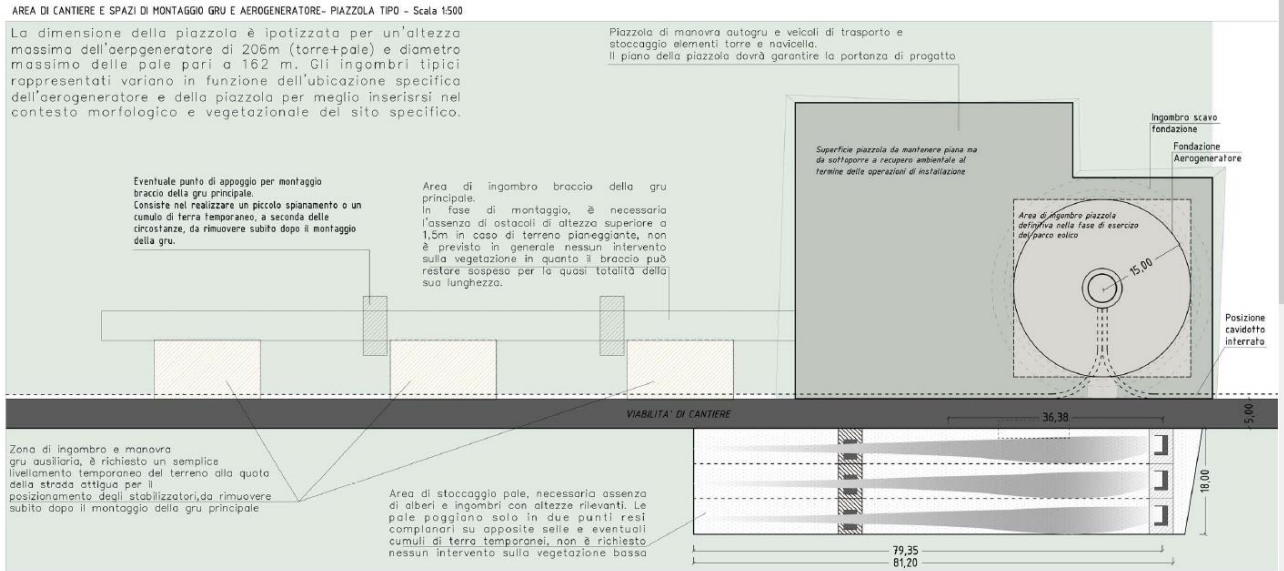 AREA DI CANTIERE E SPAZI DI MONTAGGIO GRU E AEROGENERATORE- PIAZZOLA TIPO - Scala 1:500
La dimensione della piazzola è ipotizzata per un'altezza
massima dell'aerpgeneratore di 206m (torre+pale) e diametro
massimo delle pale pari a 162 m. Gli ingombri tipici
rappresentati variano in funzione dell'ubicazione specifica
dell'aerogeneratore e della piazzola per meglio inserisrsi nel
contesto morfologico e vegetazionale del sito specifico.
Piazzola di manovra autogru e veicoli di trasporto e
stoccaggio elementi torre e navicella.
Il piano della piazzola dovrà garantire la portanza di progatto
Ingombro scavo
fondazione
Fondazione
Aerogeneratore
Superficie piazzola da mantenere piana ma
da sottoporre a recupero ambientale al
termine delle operazioni di installazione
Eventuale punto di appoggio per montaggio
braccio della gru principale.
Consiste nel realizzare un piccolo spianamento o un
cumulo di terra temporaneo, a seconda delle
circostanze, da rimuovere subito dopo il montaggio
della gru.
Area di ingombro braccio della gru
principale.
In fase di montaggio, è necessaria
l'assenza di ostacoli di altezza superiore a
1,5m in caso di terreno pianeggiante, non
è previsto in generale nessun intervento
sulla vegetazione in quanto il braccio può
restare sospeso per la quasi totalità della
sua lunghezza.
Area di ingombro piazzola
definitiva nella fase di esercizo
del parco eolico
15,00
Posizione
cavidotto
interrato
VIABILITA' DI CANTIERE
36,38
5,00
Zona di ingombro e manovra
gru ausiliaria, è richiesto un semplice
livellamento temporaneo del terreno alla quota
della strada attigua per il
posizionamento degli stabilizzatori,da rimuovere
subito dopo il montaggio della gru principale
Area di stoccaggio pale, necessaria assenza
di alberi e ingombri con altezze rilevanti. Le
pale poggiano solo in due punti resi
complanari su apposite selle e eventuali
cumuli di terra temporanei, non è richiesto
nessun intervento sulla vegetazione bassa
18,00
79,35
81,20